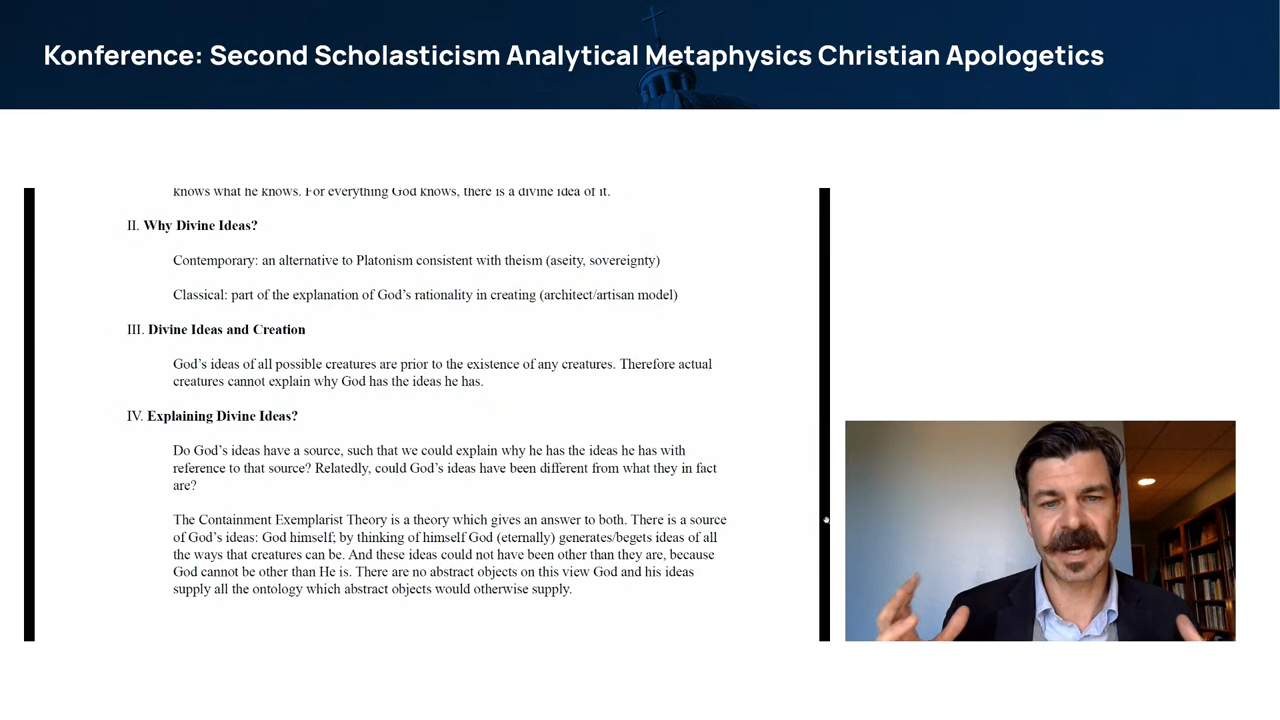 Konference: Second Scholasticism Analytical Metaphysics Christian Apologetics
knows what he knows. For everything God knows, there is a divine idea of it.
II. Why Divine Ideas?
Contemporary: an alternative to Platonism consistent with theism (aseity, sovereignty)
Classical: part of the explanation of God’s rationality in creating (architect/artisan model)
III. Divine Ideas and Creation
God’s ideas of all possible creatures are prior to the existence of any creatures. Therefore actual
creatures cannot explain why God has the ideas he has.
IV. Explaining Divine Ideas?
Do God’s ideas have a source, such that we could explain why he has the ideas he has with
reference to that source? Relatedly, could God’s ideas have been different from what they in fact
are?
The Containment Exemplarist Theory is a theory which gives an answer to both. There is a source
of God’s ideas: God himself; by thinking of himself God (eternally) generates/begets ideas of all
the ways that creatures can be. And these ideas could not have been other than they are, because
God cannot be other than He is. There are no abstract objects on this view God and his ideas
supply all the ontology which abstract objects would otherwise supply.